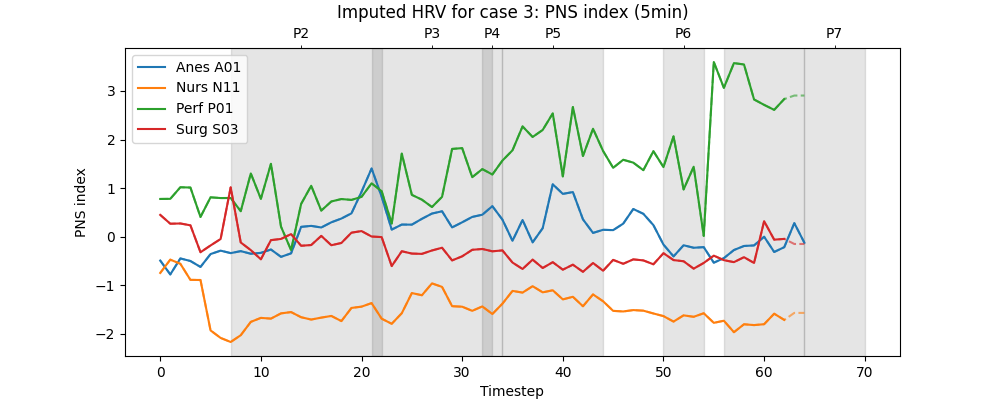 Imputed HRV for case 3: PNS index (5min)
P2 P3 P4 P5 P6 P7
Anes A01
Nurs N11
Perf P01
Surg S03
PNS index
3
2
1
0
−1
−2
0 10 20 30 40 50 60 70
Timestep